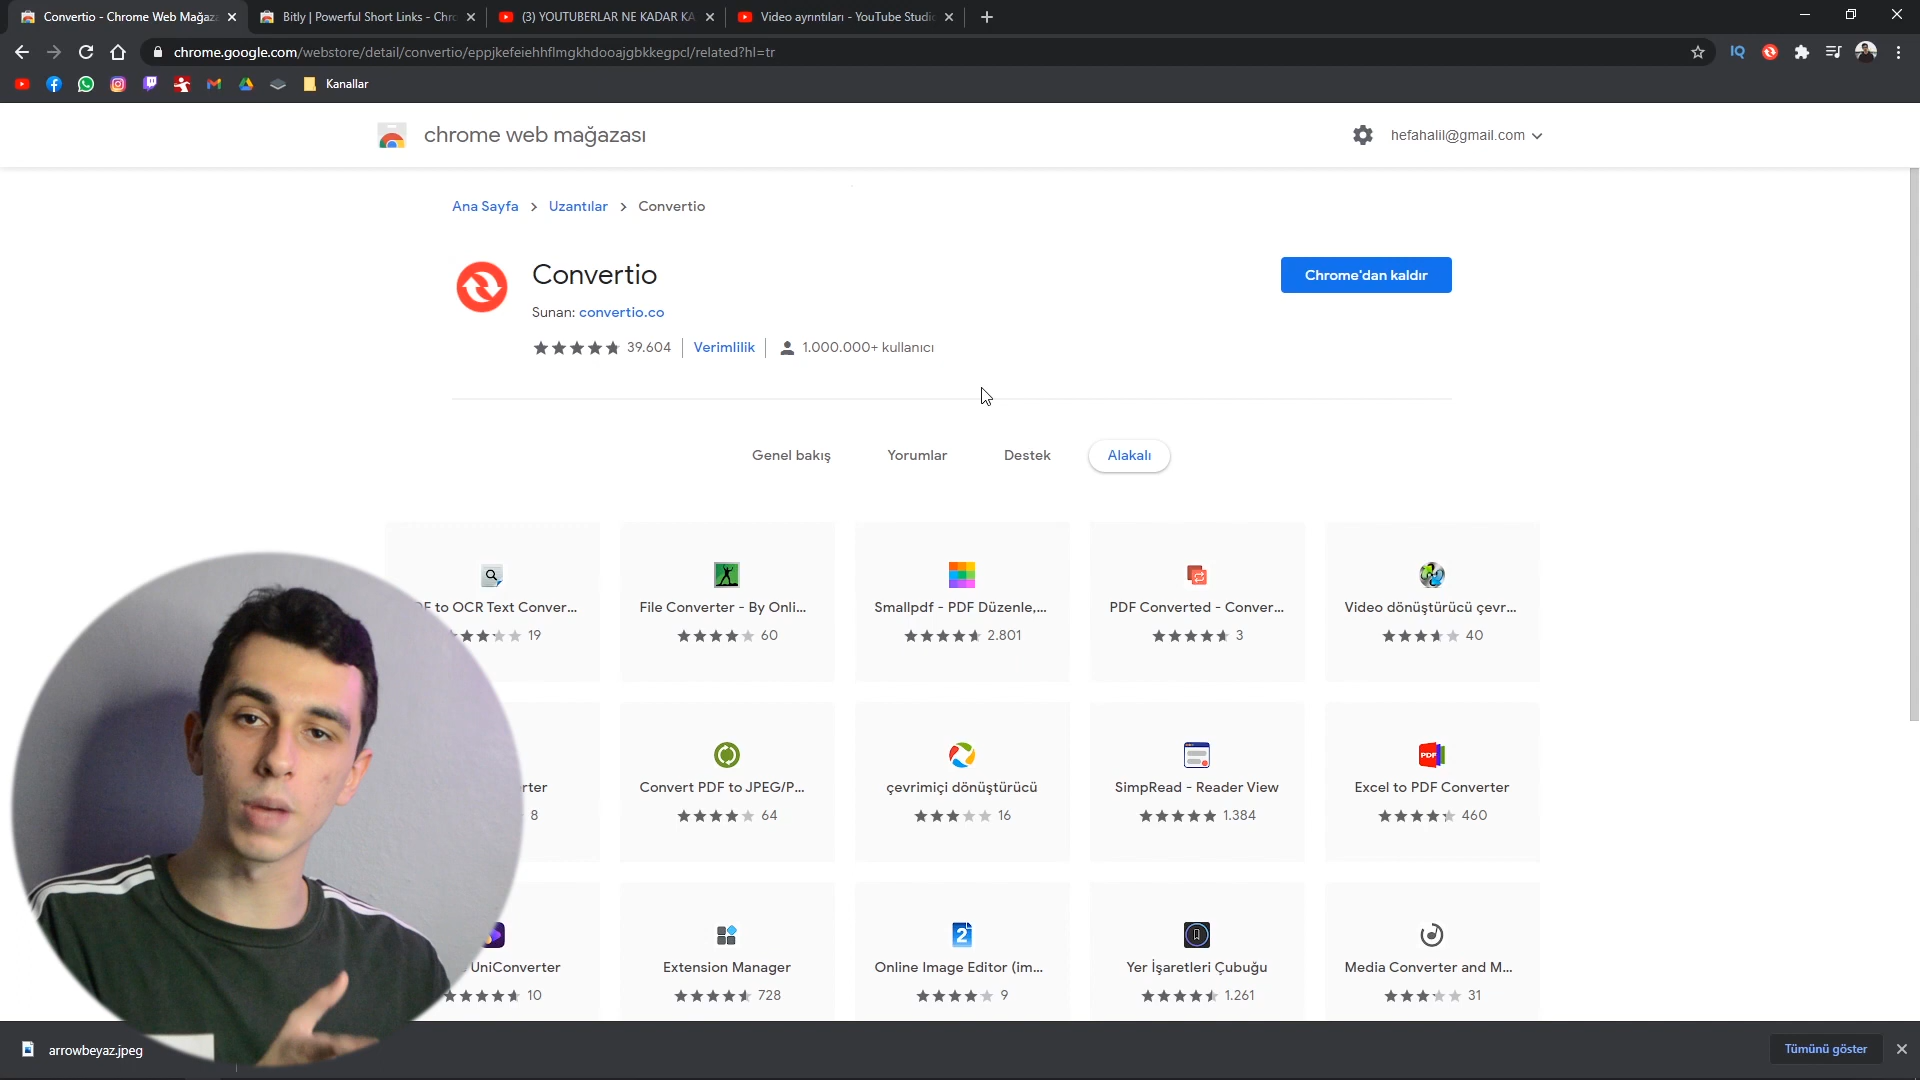 Convertio - Chrome Web Mağaza
Bitly | Powerful Short Links - Chro
(3) YOUTUBERLAR NE KADAR KA
Video ayrıntıları - YouTube Studio
chrome.google.com/webstore/detail/convertio/eppjkefeiehhflmgkhdooajgbkkegpcl/related?hl=tr
IQ
Kanallar
chrome web mağazası
hefahalil@gmail.com
Ana Sayfa > Uzantılar > Convertio
Convertio
Chrome'dan kaldır
Sunan: convertio.co
39.604
Verimlilik
1.000.000+ kullanıcı
Genel bakış
Yorumlar
Destek
Alakalı
F to OCR Text Conver...
File Converter - By Onli...
Smallpdf - PDF Düzenle,...
PDF Converted - Conver...
Video dönüştürücü çevr...
19
60
2.801
3
40
PDF
rter
Convert PDF to JPEG/P...
çevrimiçi dönüştürücü
SimpRead - Reader View
Excel to PDF Converter
8
64
16
1.384
460
2
UniConverter
Extension Manager
Online Image Editor (im...
Yer İşaretleri Çubuğu
Media Converter and M...
10
728
9
1.261
31
arrowbeyaz.jpeg
Tümünü göster